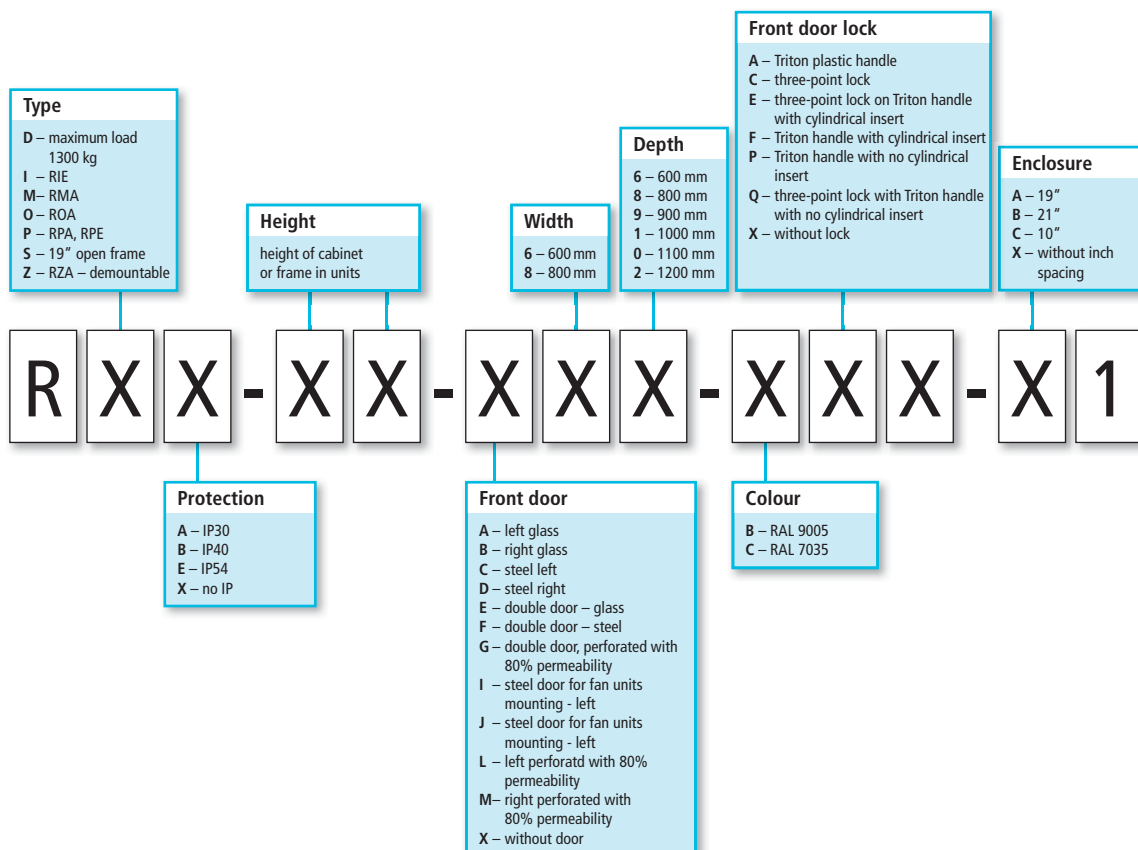 Front door lock
A – Triton plastic handle
C – three-point lock
E – three-point lock on Triton handle
with cylindrical insert
F – Triton handle with cylindrical insert
P – Triton handle with no cylindrical
insert
Q – three-point lock with Triton handle
with no cylindrical insert
X – without lock
Type
D – maximum load
1300 kg
I – RIE
M– RMA
O – ROA
P – RPA, RPE
S – 19″ open frame
Z – RZA – demountable
Height
height of cabinet
or frame in units
Width
6 – 600 mm
8 – 800 mm
Depth
6 – 600 mm
8 – 800 mm
9 – 900 mm
1 – 1000 mm
0 – 1100 mm
2 – 1200 mm
Enclosure
A – 19″
B – 21″
C – 10″
X – without inch
spacing
R X X - X X - X X X - X X X - X 1
Protection
A – IP30
B – IP40
E – IP54
X – no IP
Front door
A – left glass
B – right glass
C – steel left
D – steel right
E – double door – glass
F – double door – steel
G – double door, perforated with
80% permeability
I – steel door for fan units
mounting - left
J – steel door for fan units
mounting - left
L – left perforatd with 80%
permeability
M– right perforated with
80% permeability
X – without door
Colour
B – RAL 9005
C – RAL 7035